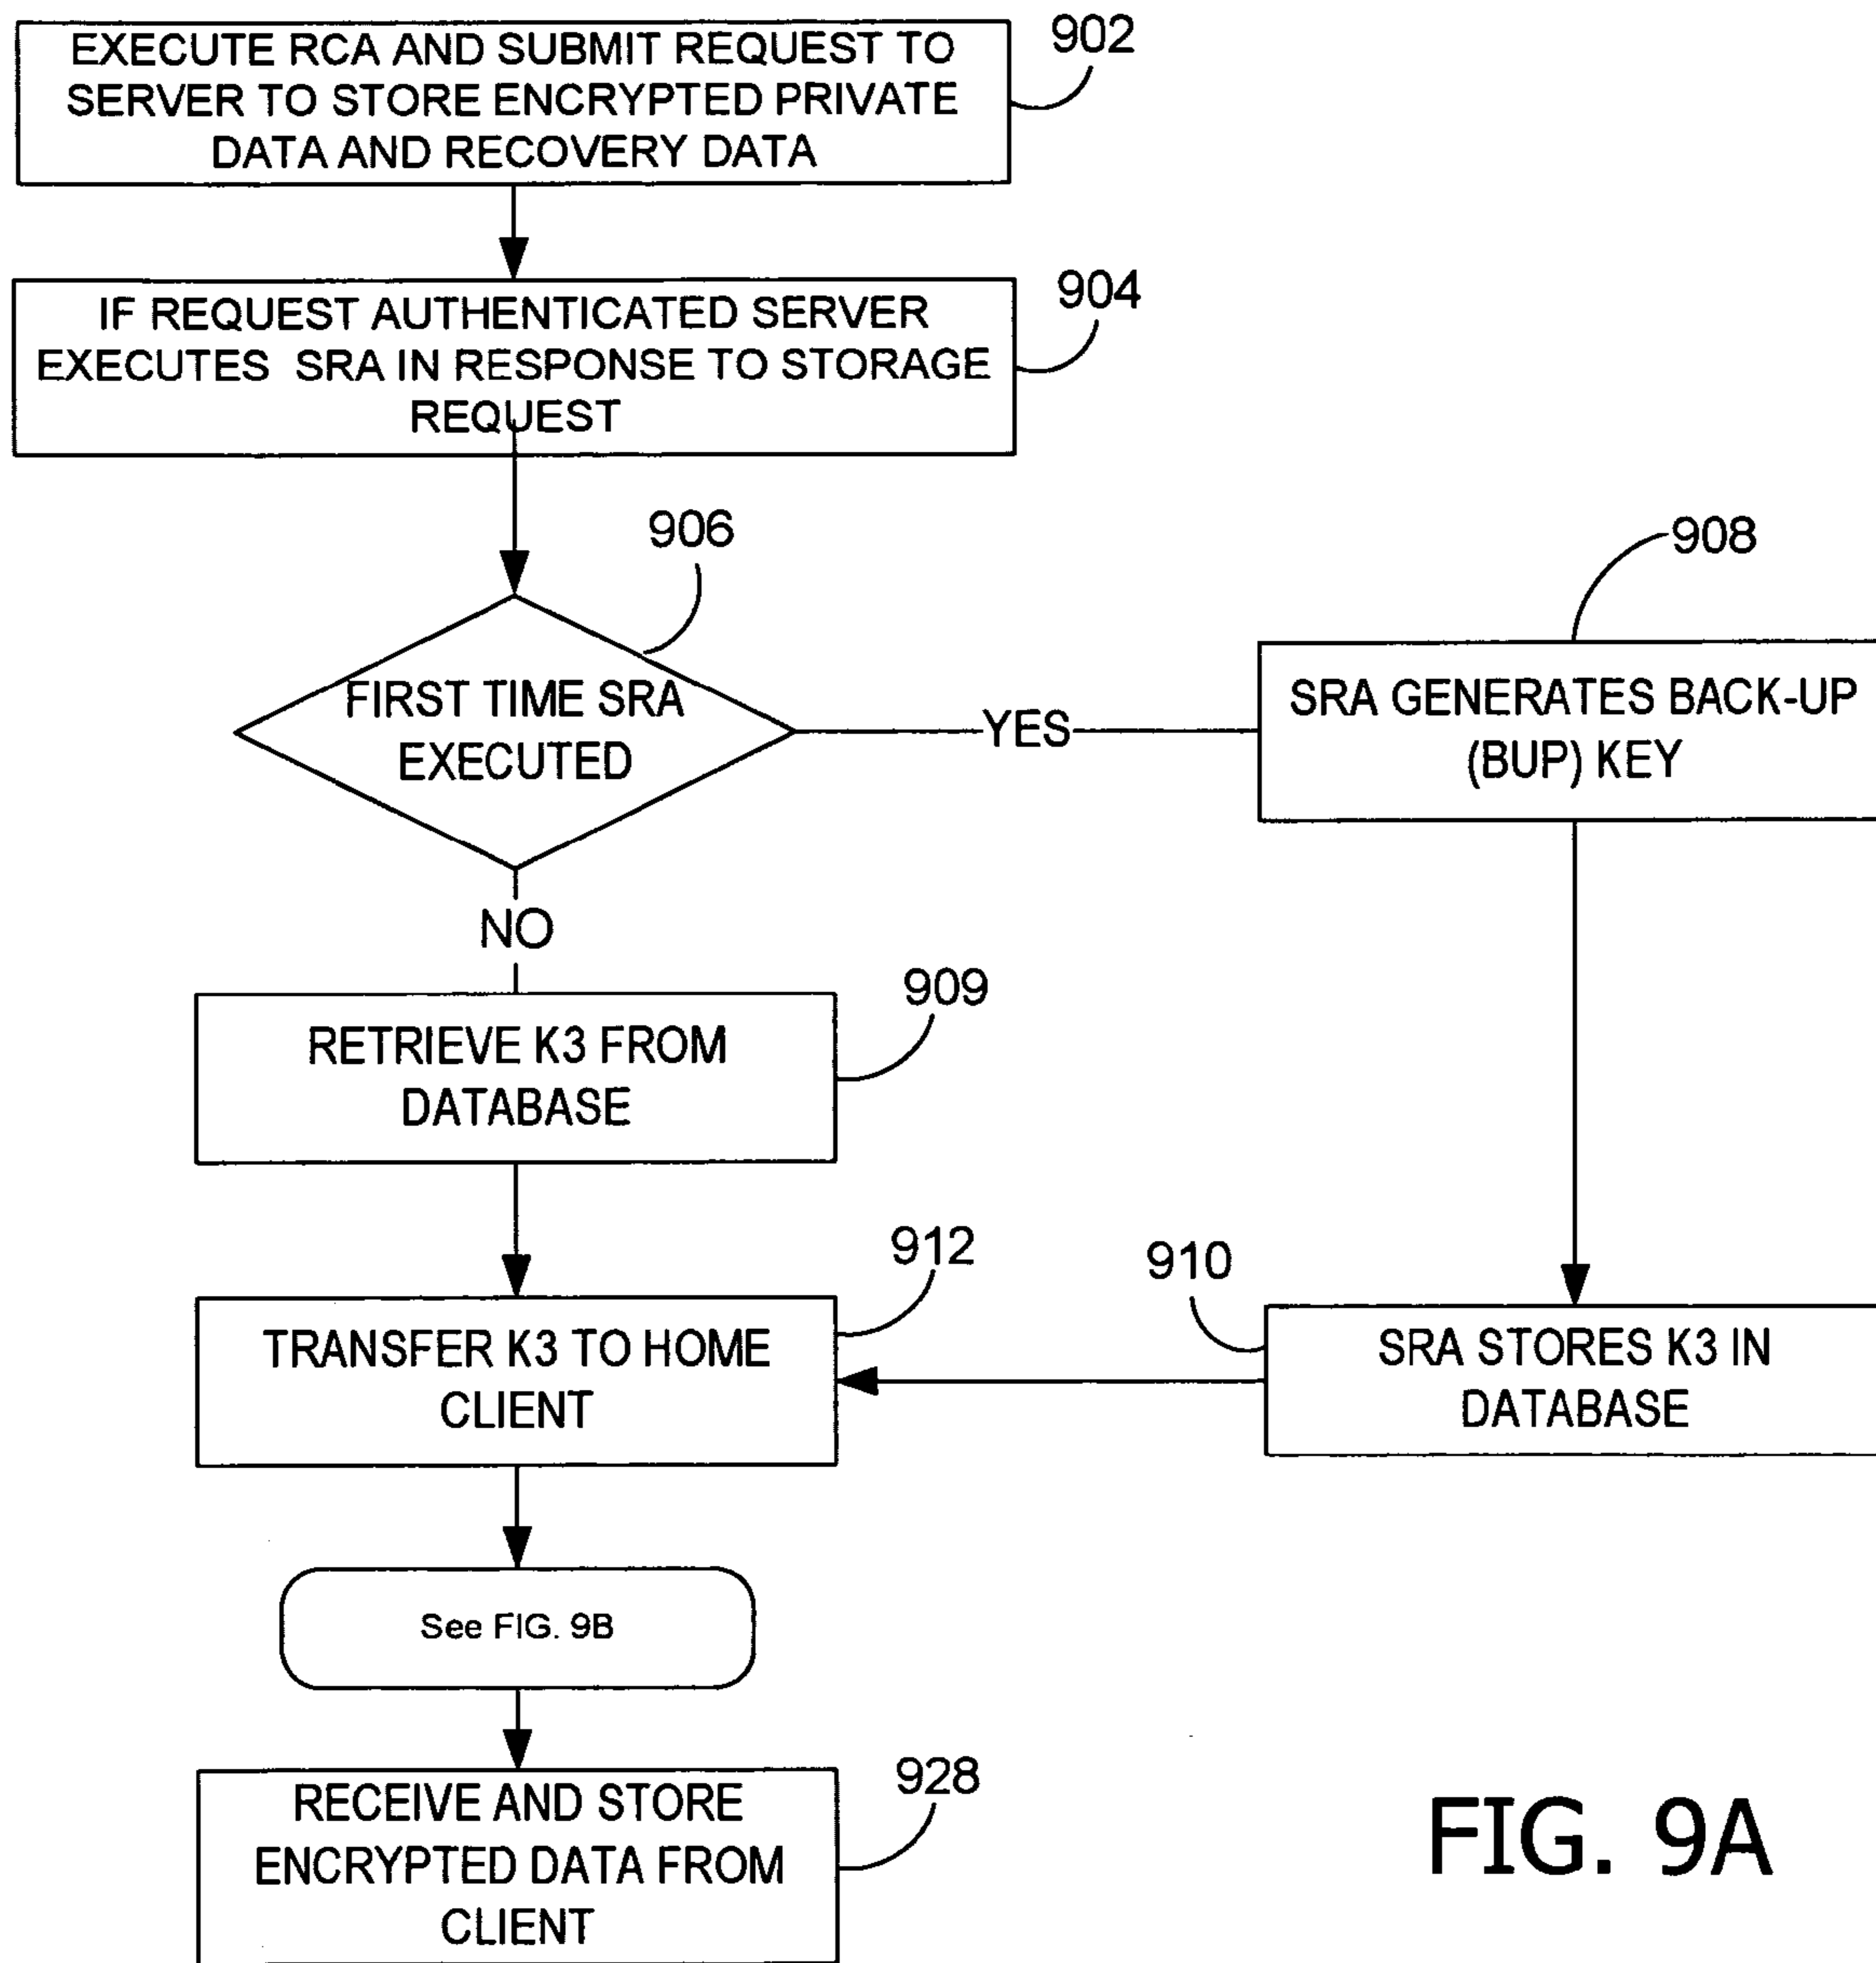 EXECUTE RCA AND SUBMIT REQUEST TO
SERVER TO STORE ENCRYPTED PRIVATE
DATA AND RECOVERY DATA
902
IF REQUEST AUTHENTICATED SERVER
EXECUTES SRA IN RESPONSE TO STORAGE
REQUEST
904
906
FIRST TIME SRA
EXECUTED
YES
908
SRA GENERATES BACK-UP
(BUP) KEY
NO
909
RETRIEVE K3 FROM
DATABASE
912
TRANSFER K3 TO HOME
CLIENT
910
SRA STORES K3 IN
DATABASE
See FIG. 9B
928
RECEIVE AND STORE
ENCRYPTED DATA FROM
CLIENT
FIG. 9A